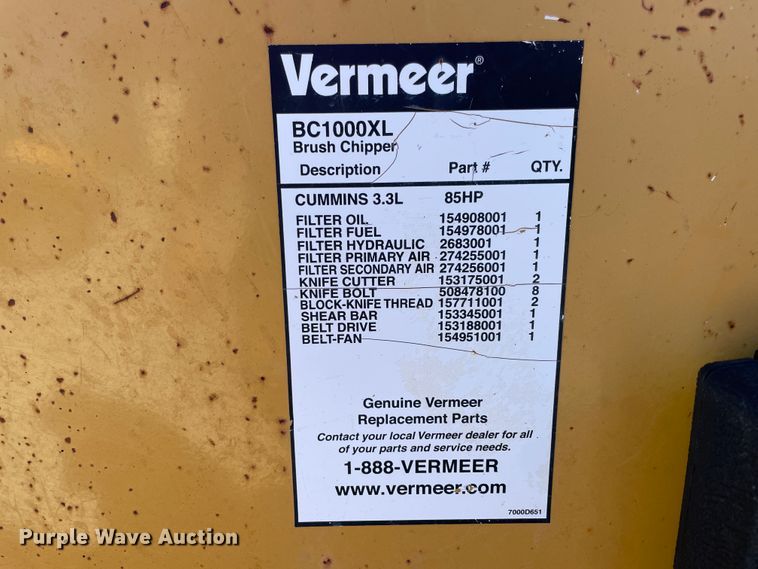 Vermeer®
BC1000XL
Brush Chipper
Description Part # QTY.
CUMMINS 3.3L 85HP
FILTER OIL 154908001 1
FILTER FUEL 154978001 1
FILTER HYDRAULIC 2683001 1
FILTER PRIMARY AIR 274255001 1
FILTER SECONDARY AIR 274256001 1
KNIFE CUTTER 153175001 2
KNIFE BOLT 508478100 8
BLOCK-KNIFE THREAD 157711001 2
SHEAR BAR 153345001 1
BELT DRIVE 153188001 1
BELT-FAN 154951001 1
Genuine Vermeer
Replacement Parts
Contact your local Vermeer dealer for all
of your parts and service needs.
1-888-VERMEER
www.vermeer.com
7000D651
Purple Wave Auction